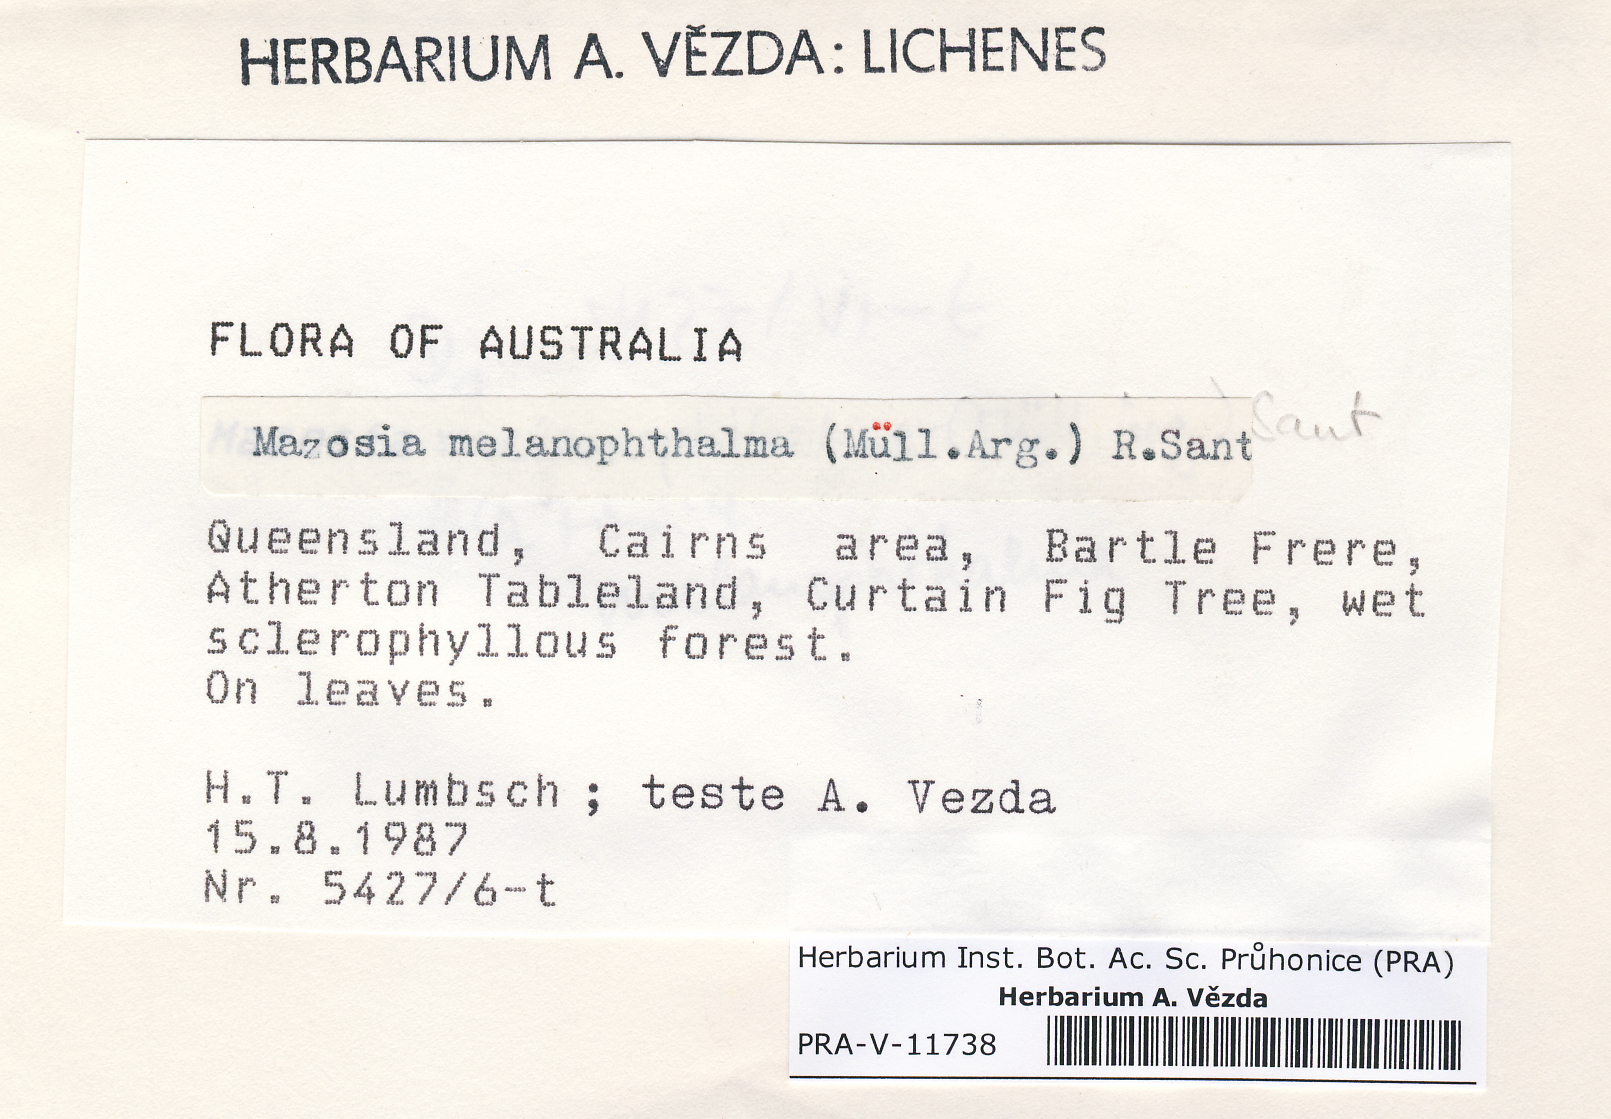 HERBARIUM A. VĚZDA: LICHENES
FLORA OF AUSTRALIA
Mazosia melanophthalma (Müll.Arg.) R.Sant
Sant
Queensland, Cairns area, Bartle Frere,
Atherton Tableland, Curtain Fig Tree, wet
sclerophyllous forest.
On leaves.
H.T. Lumbsch ; teste A. Vezda
15.8.1987
Nr. 5427/6-t
Herbarium Inst. Bot. Ac. Sc. Průhonice (PRA)
Herbarium A. Vězda
PRA-V-11738